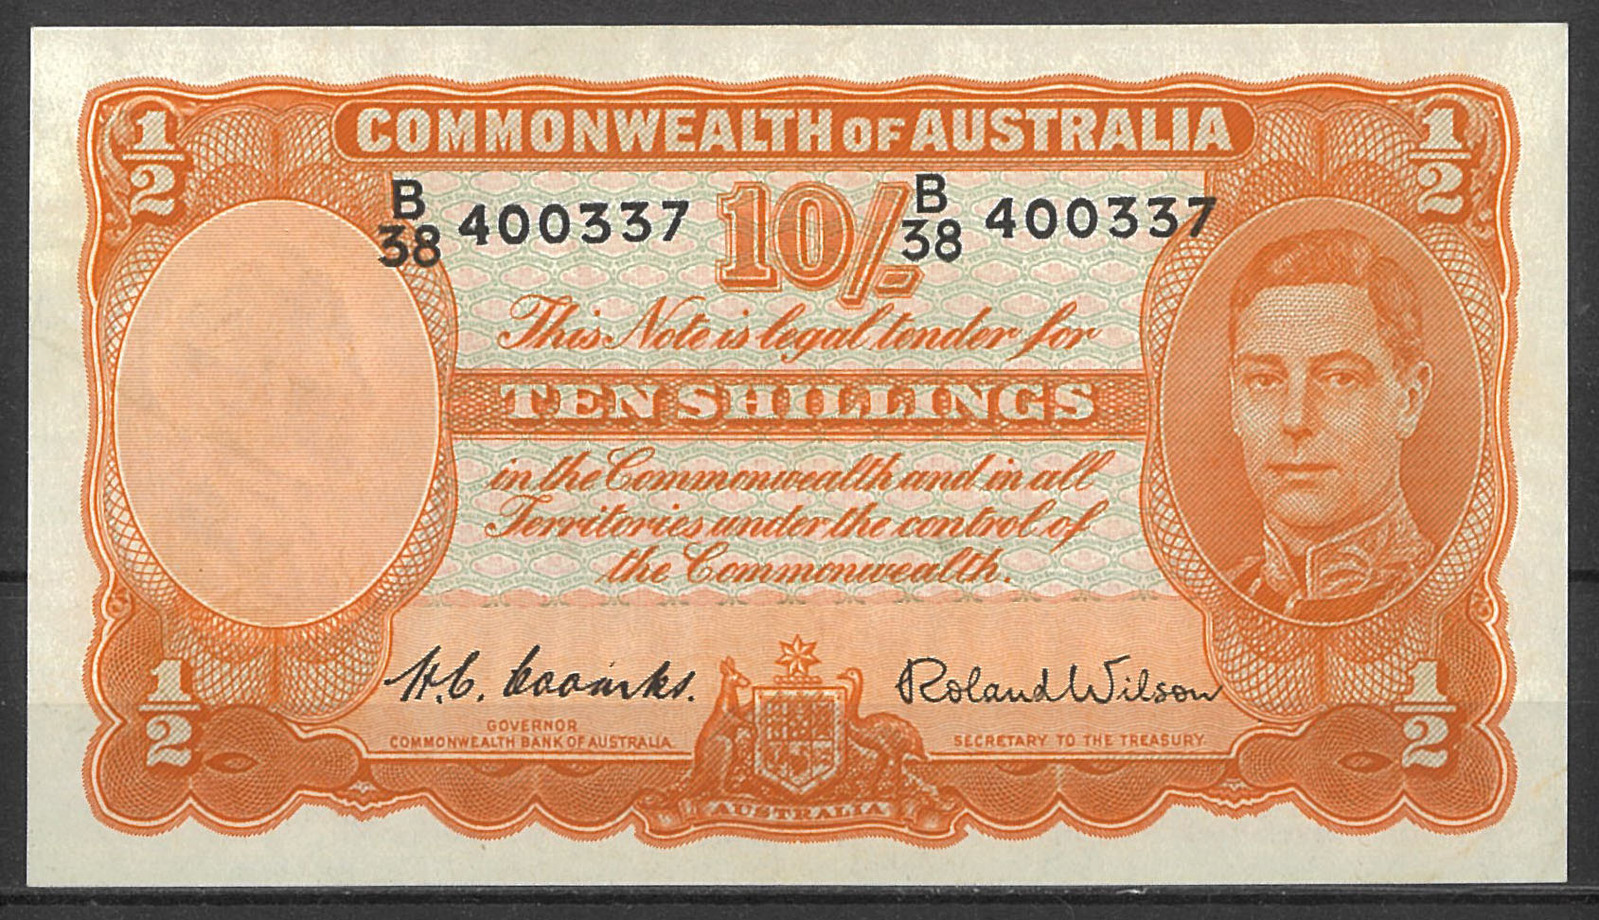 1/2
COMMONWEALTH OF AUSTRALIA
1/2
B/38 400337
10/-
B/38 400337
This Note is legal tender for
TEN SHILLINGS
in the Commonwealth and in all
Territories under the control of
the Commonwealth.
H.C. Coombs.
Roland Wilson
GOVERNOR
COMMONWEALTH BANK OF AUSTRALIA.
SECRETARY TO THE TREASURY.
1/2
1/2
AUSTRALIA